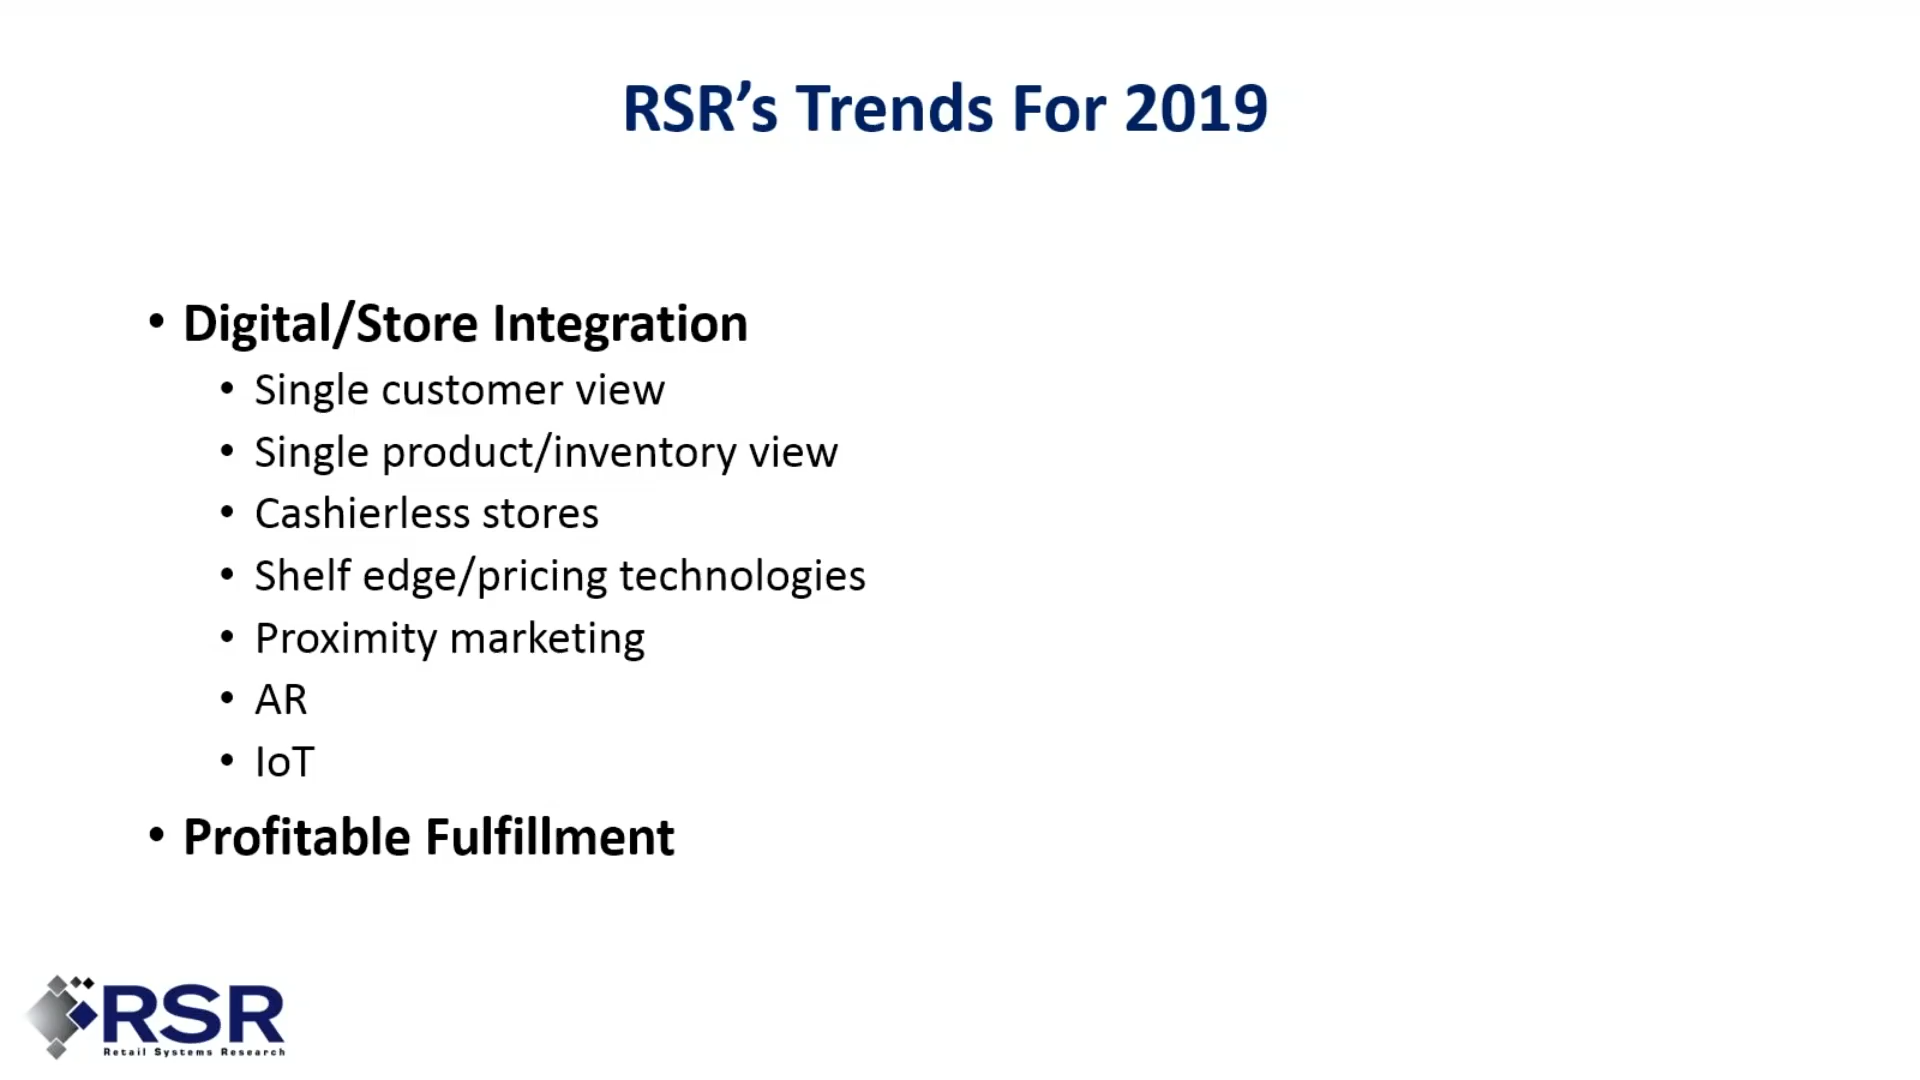 RSR’s Trends For 2019
• Digital/Store Integration
• Single customer view
• Single product/inventory view
• Cashierless stores
• Shelf edge/pricing technologies
• Proximity marketing
• AR
• IoT
• Profitable Fulfillment
RSR
Retail Systems Research